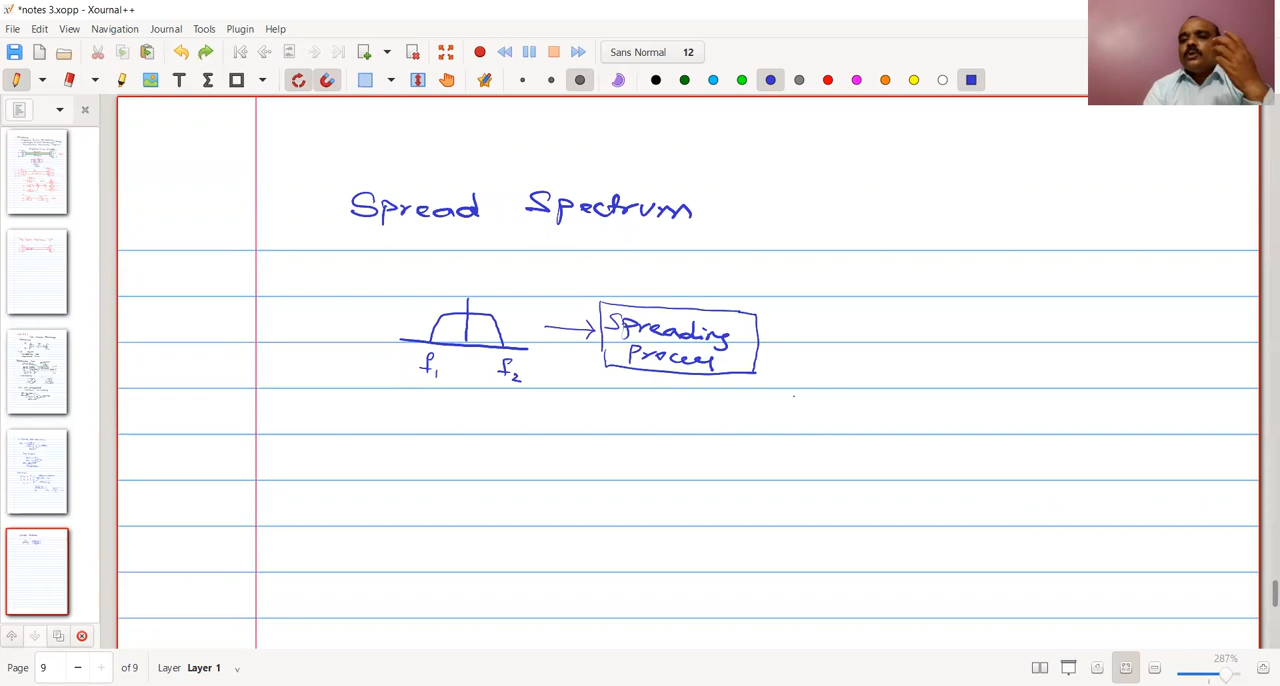 *notes 3.xopp - Xournal++
File Edit View Navigation Journal Tools Plugin Help
Sans Normal 12
Spread Spectrum
Spreading
Process
f1 f2
Page 9 of 9 Layer Layer 1
287%